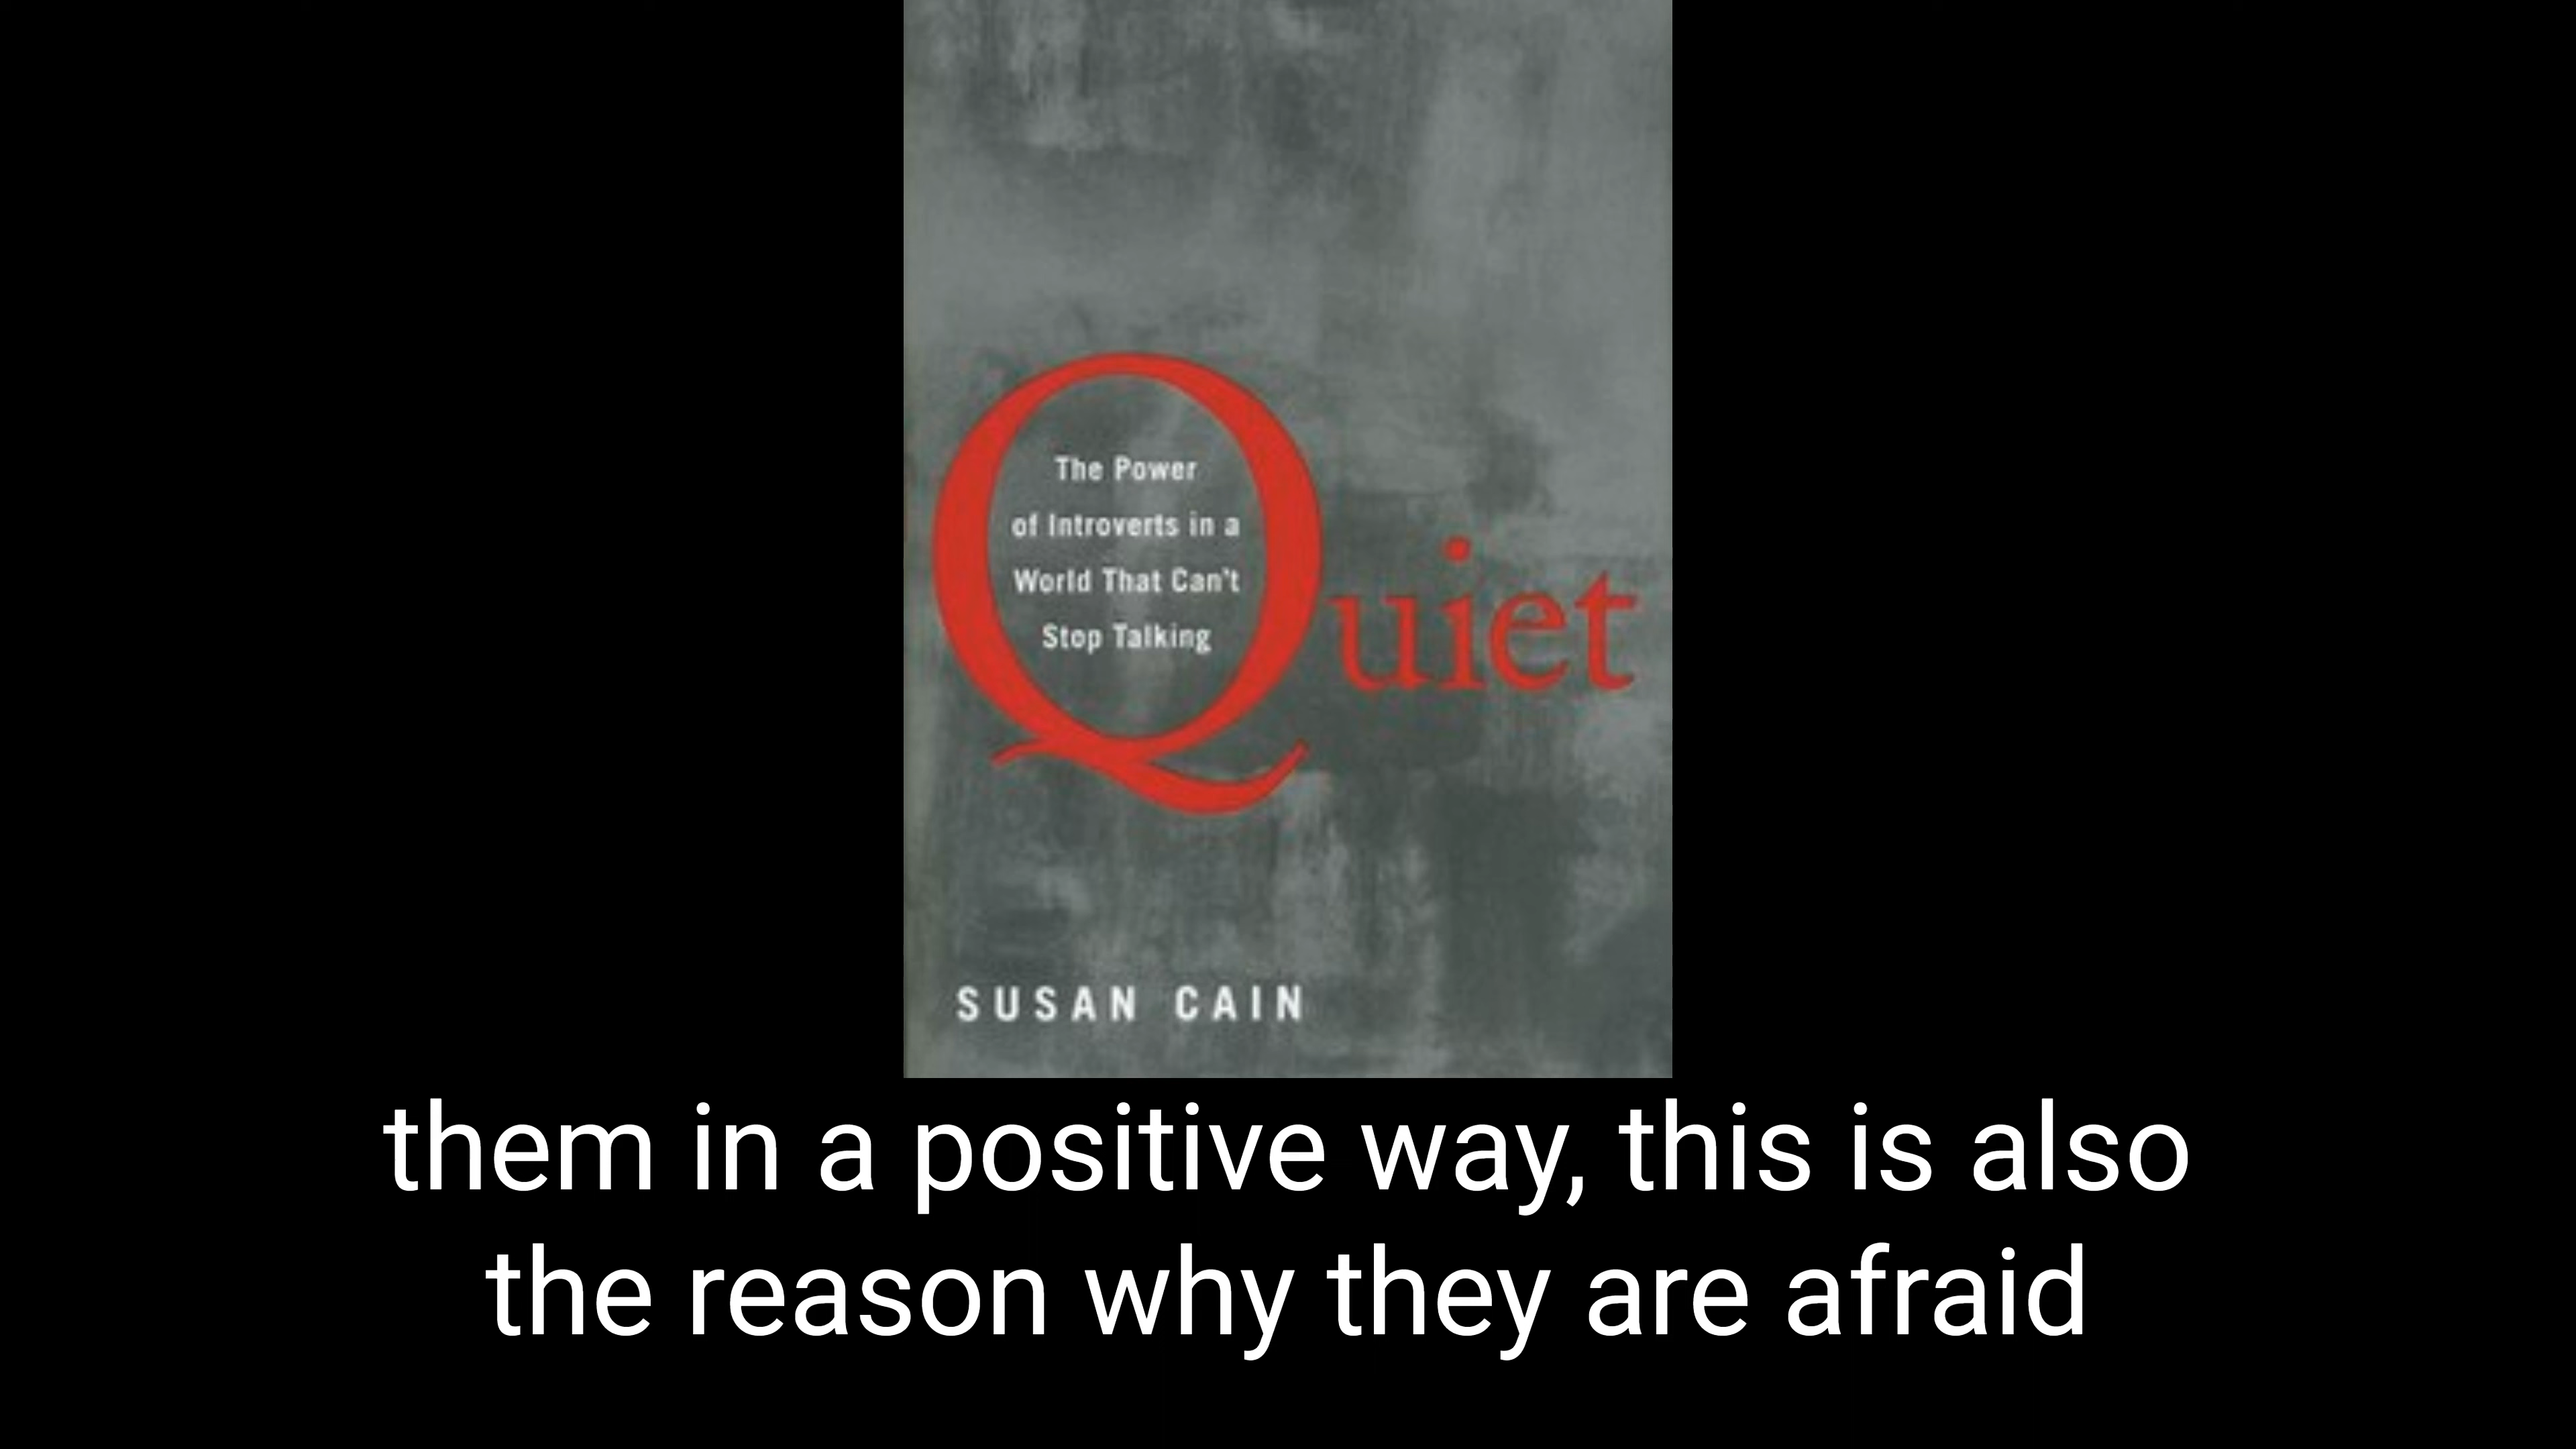 The Power
of Introverts in a
World That Can't
Stop Talking
Quiet
SUSAN CAIN
them in a positive way, this is also
the reason why they are afraid